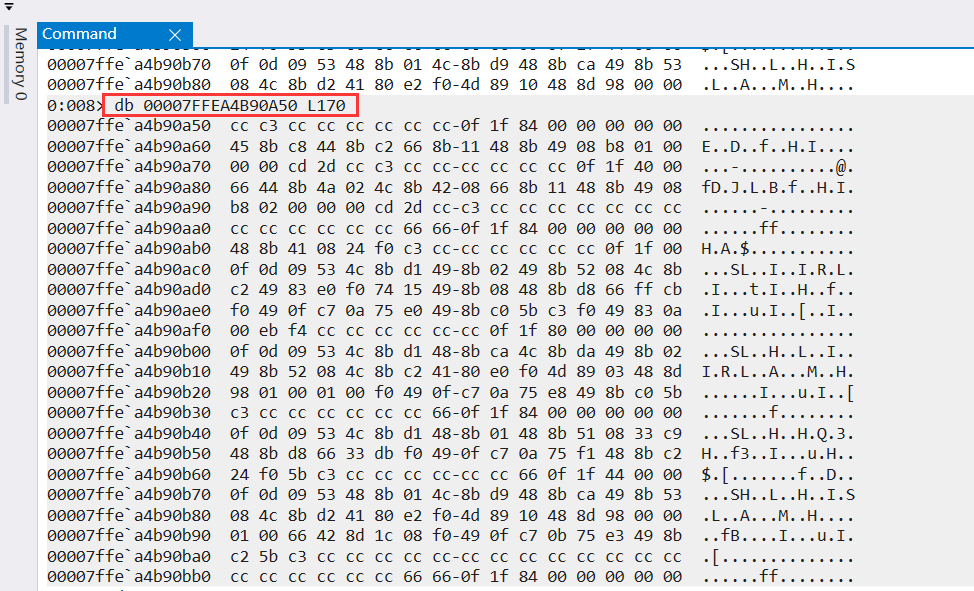 Command
Memory 0
00007ffe`a4b90b70  0f 0d 09 53 48 8b 01 4c-8b d9 48 8b ca 49 8b 53  ...SH..L..H..I.S
00007ffe`a4b90b80  08 4c 8b d2 41 80 e2 f0-4d 89 10 48 8d 98 00 00  .L..A...M..H....
0:008> db 00007FFEA4B90A50 L170
00007ffe`a4b90a50  cc c3 cc cc cc cc cc cc-0f 1f 84 00 00 00 00 00  ................
00007ffe`a4b90a60  45 8b c8 44 8b c2 66 8b-11 48 8b 49 08 b8 01 00  E..D..f..H.I....
00007ffe`a4b90a70  00 00 cd 2d cc c3 cc cc-cc cc cc cc 0f 1f 40 00  ...-..........@.
00007ffe`a4b90a80  66 44 8b 4a 02 4c 8b 42-08 66 8b 11 48 8b 49 08  fD.J.L.B.f..H.I.
00007ffe`a4b90a90  b8 02 00 00 00 cd 2d cc-c3 cc cc cc cc cc cc cc  ......-.........
00007ffe`a4b90aa0  cc cc cc cc cc cc 66 66-0f 1f 84 00 00 00 00 00  ......ff........
00007ffe`a4b90ab0  48 8b 41 08 24 f0 c3 cc-cc cc cc cc cc 0f 1f 00  H.A.$...........
00007ffe`a4b90ac0  0f 0d 09 53 4c 8b d1 49-8b 02 49 8b 52 08 4c 8b  ...SL..I..I.R.L.
00007ffe`a4b90ad0  c2 49 83 e0 f0 74 15 49-8b 08 48 8b d8 66 ff cb  .I...t.I..H..f..
00007ffe`a4b90ae0  f0 49 0f c7 0a 75 e0 49-8b c0 5b c3 f0 49 83 0a  .I...u.I..[..I..
00007ffe`a4b90af0  00 eb f4 cc cc cc cc cc-cc 0f 1f 80 00 00 00 00  ................
00007ffe`a4b90b00  0f 0d 09 53 4c 8b d1 48-8b ca 4c 8b da 49 8b 02  ...SL..H..L..I..
00007ffe`a4b90b10  49 8b 52 08 4c 8b c2 41-80 e0 f0 4d 89 03 48 8d  I.R.L..A...M..H.
00007ffe`a4b90b20  98 01 00 01 00 f0 49 0f-c7 0a 75 e8 49 8b c0 5b  ......I...u.I..[
00007ffe`a4b90b30  c3 cc cc cc cc cc cc 66-0f 1f 84 00 00 00 00 00  .......f........
00007ffe`a4b90b40  0f 0d 09 53 4c 8b d1 48-8b 01 48 8b 51 08 33 c9  ...SL..H..H.Q.3.
00007ffe`a4b90b50  48 8b d8 66 33 db f0 49-0f c7 0a 75 f1 48 8b c2  H..f3..I...u.H..
00007ffe`a4b90b60  24 f0 5b c3 cc cc cc cc-cc cc 66 0f 1f 44 00 00  $.[.......f..D..
00007ffe`a4b90b70  0f 0d 09 53 48 8b 01 4c-8b d9 48 8b ca 49 8b 53  ...SH..L..H..I.S
00007ffe`a4b90b80  08 4c 8b d2 41 80 e2 f0-4d 89 10 48 8d 98 00 00  .L..A...M..H....
00007ffe`a4b90b90  01 00 66 42 8d 1c 08 f0-49 0f c7 0b 75 e3 49 8b  ..fB....I...u.I.
00007ffe`a4b90ba0  c2 5b c3 cc cc cc cc cc-cc cc cc cc cc cc cc cc  .[..............
00007ffe`a4b90bb0  cc cc cc cc cc cc 66 66-0f 1f 84 00 00 00 00 00  ......ff........